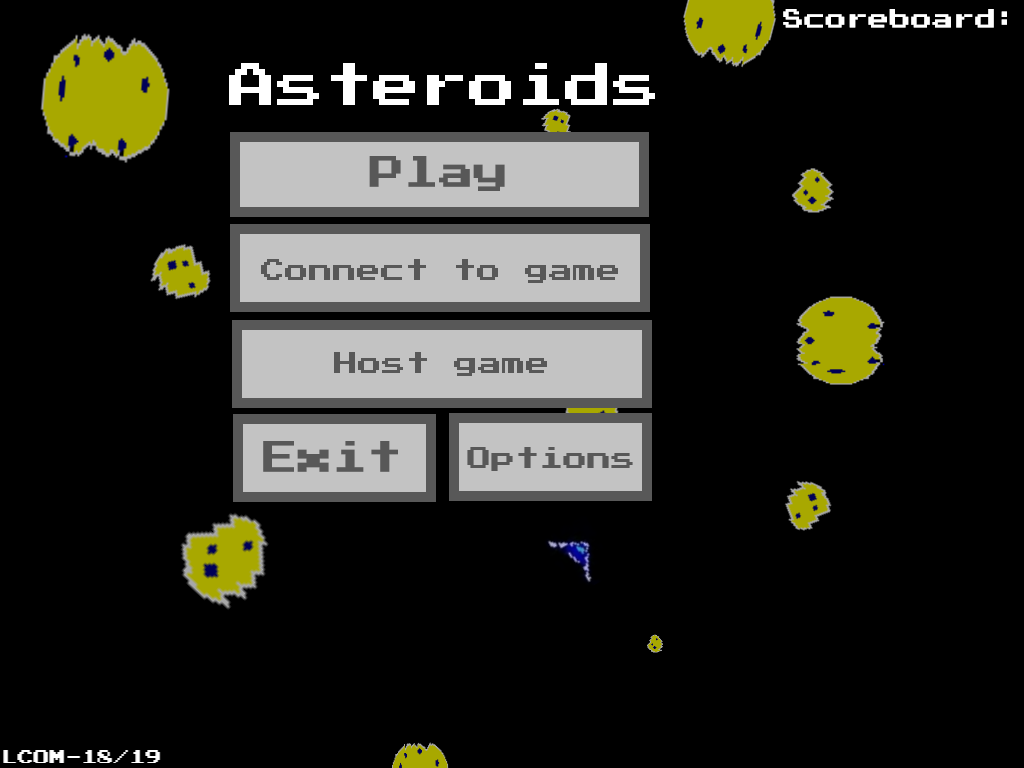 Scoreboard:
Asteroids
Play
Connect to game
Host game
Exit
Options
LCOM-18/19